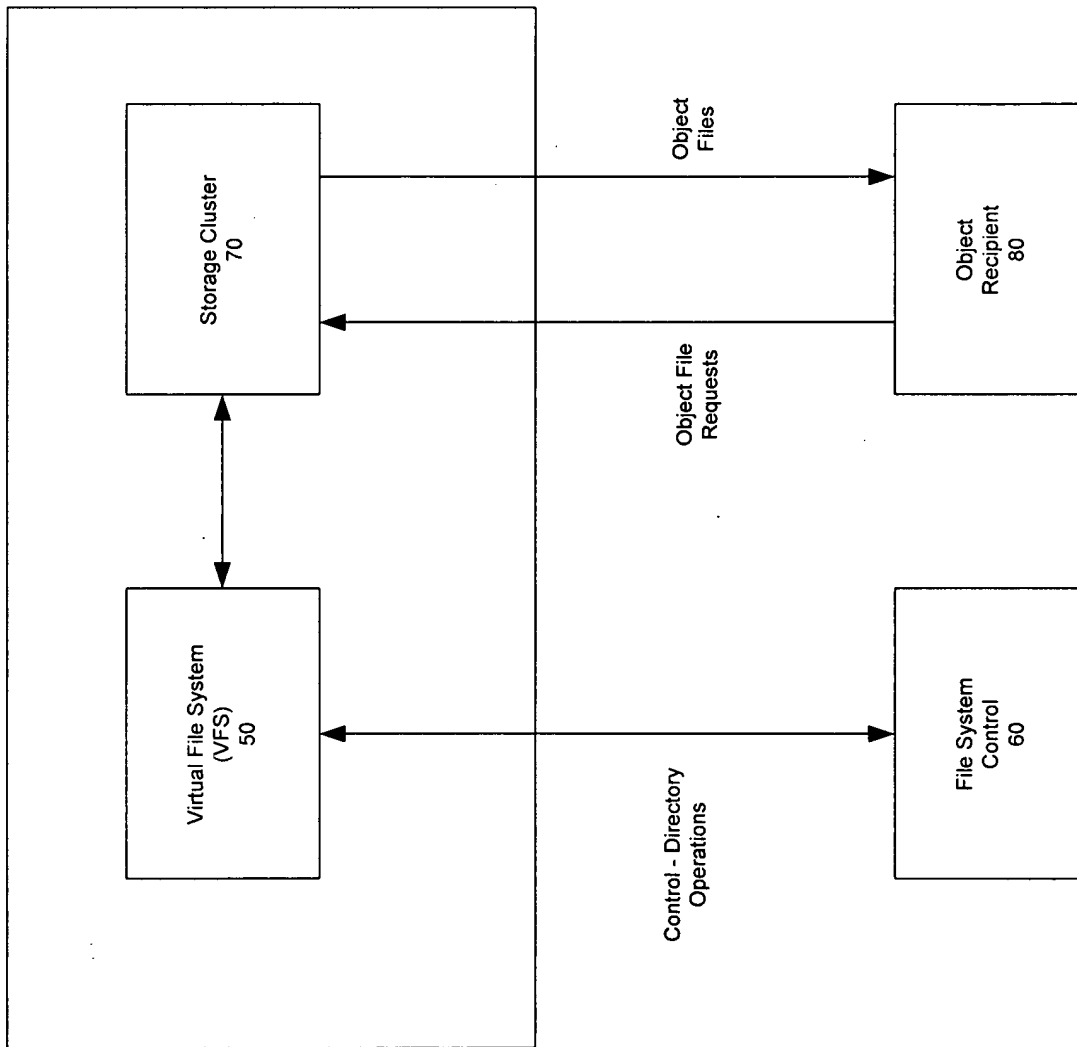 Virtual File System
(VFS)
50
Storage Cluster
70
Control - Directory
Operations
Object File
Requests
Object
Files
File System
Control
60
Object
Recipient
80